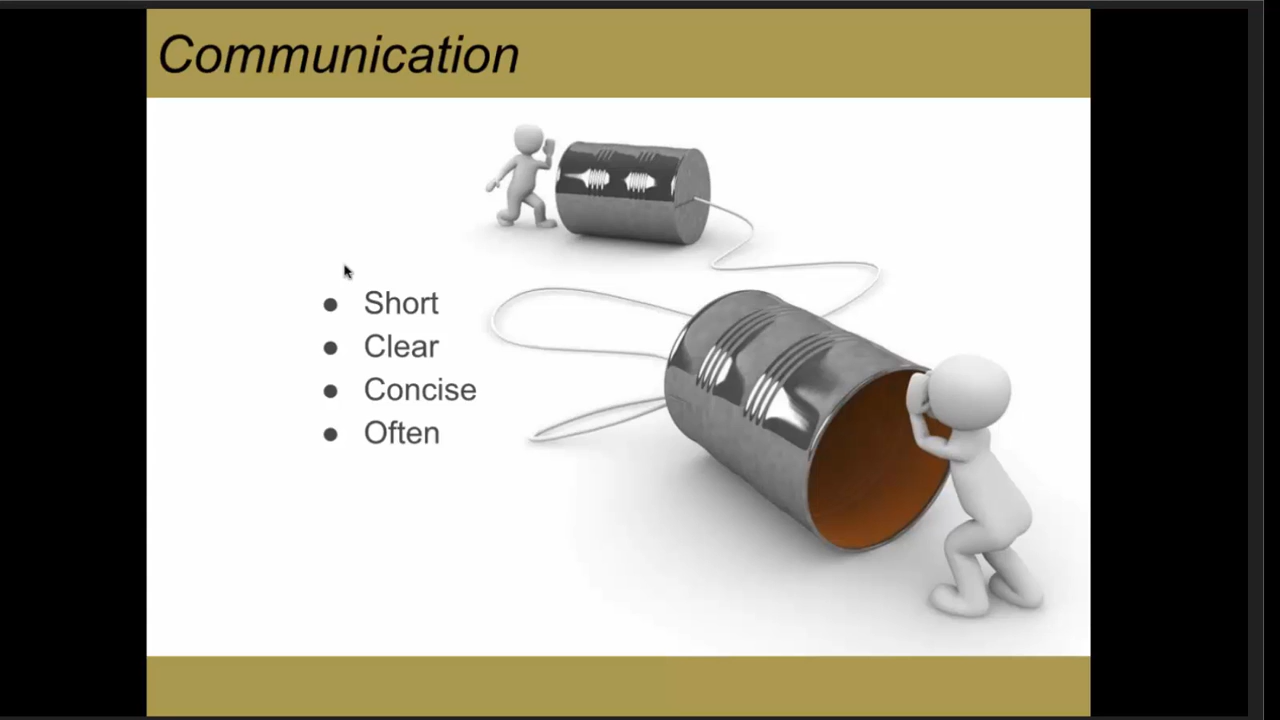 Communication
● Short
● Clear
● Concise
● Often